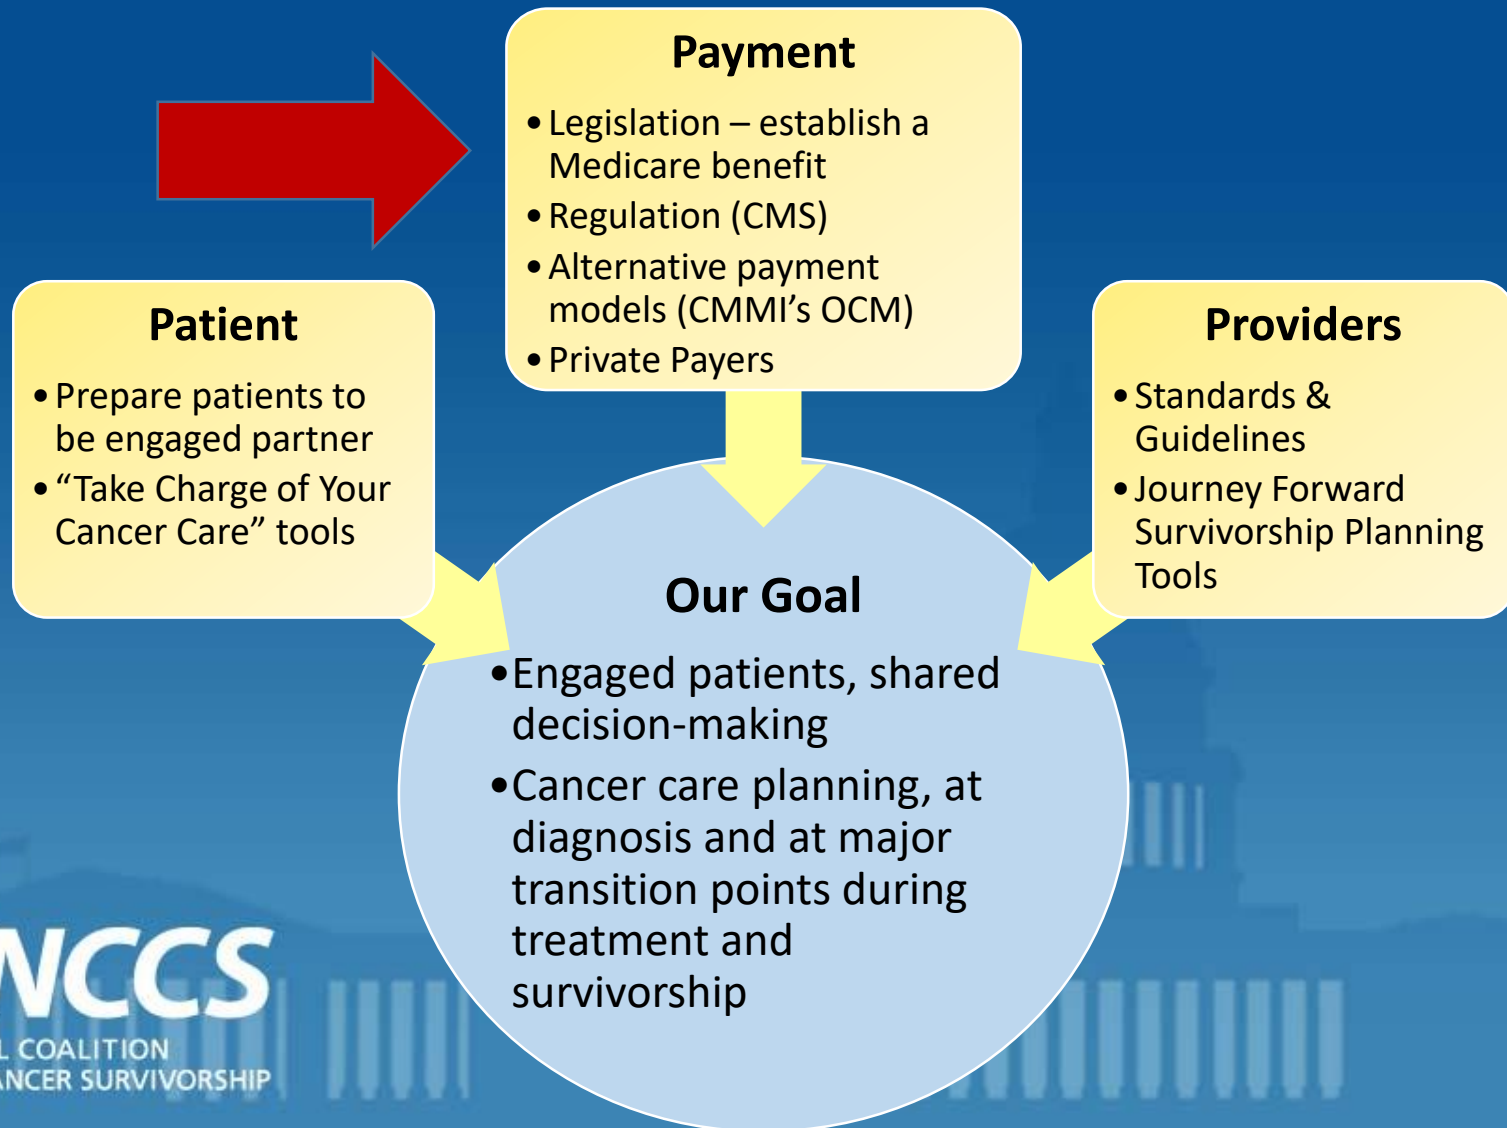 Payment
• Legislation – establish a
Medicare benefit
• Regulation (CMS)
• Alternative payment
models (CMMI's OCM)
• Private Payers
Patient
• Prepare patients to
be engaged partner
• “Take Charge of Your
Cancer Care” tools
Providers
• Standards &
Guidelines
• Journey Forward
Survivorship Planning
Tools
Our Goal
• Engaged patients, shared
decision-making
• Cancer care planning, at
diagnosis and at major
transition points during
treatment and
survivorship
NCCS
L COALITION
ANCER SURVIVORSHIP